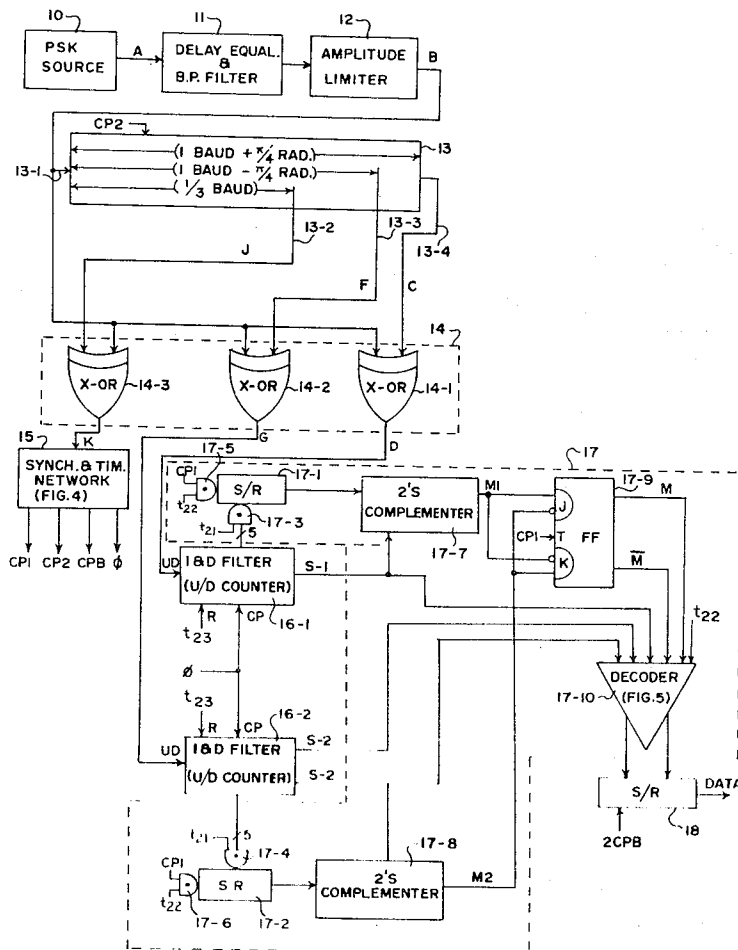 10
11
12
PSK SOURCE
A
DELAY EQUAL. & B.P. FILTER
AMPLITUDE LIMITER
B
CP2
13
(1 BAUD + π/4 RAD.)
13-1
(1 BAUD - π/4 RAD.)
(1/3 BAUD)
13-2
13-3
13-4
J
F
C
14
X-OR
14-3
X-OR
14-2
X-OR
14-1
15
K
G
D
SYNCH. & TIM. NETWORK (FIG. 4)
CP1
CP2
CPB
Ø
17-5
17-1
17
CP1
t22
S/R
17-3
t21
5
2'S COMPLEMENTER
17-7
M1
17-9
M
J
CP1
T
FF
K
M̅
UD
I & D FILTER (U/D COUNTER)
S-1
16-1
t23
R
CP
t22
Ø
DECODER (FIG. 5)
17-10
t23
R
CP
16-2
UD
I & D FILTER (U/D COUNTER)
S-2
S-2
S/R
DATA
18
2CPB
t21
5
17-4
17-8
CP1
t22
S R
17-6
17-2
2'S COMPLEMENTER
M2